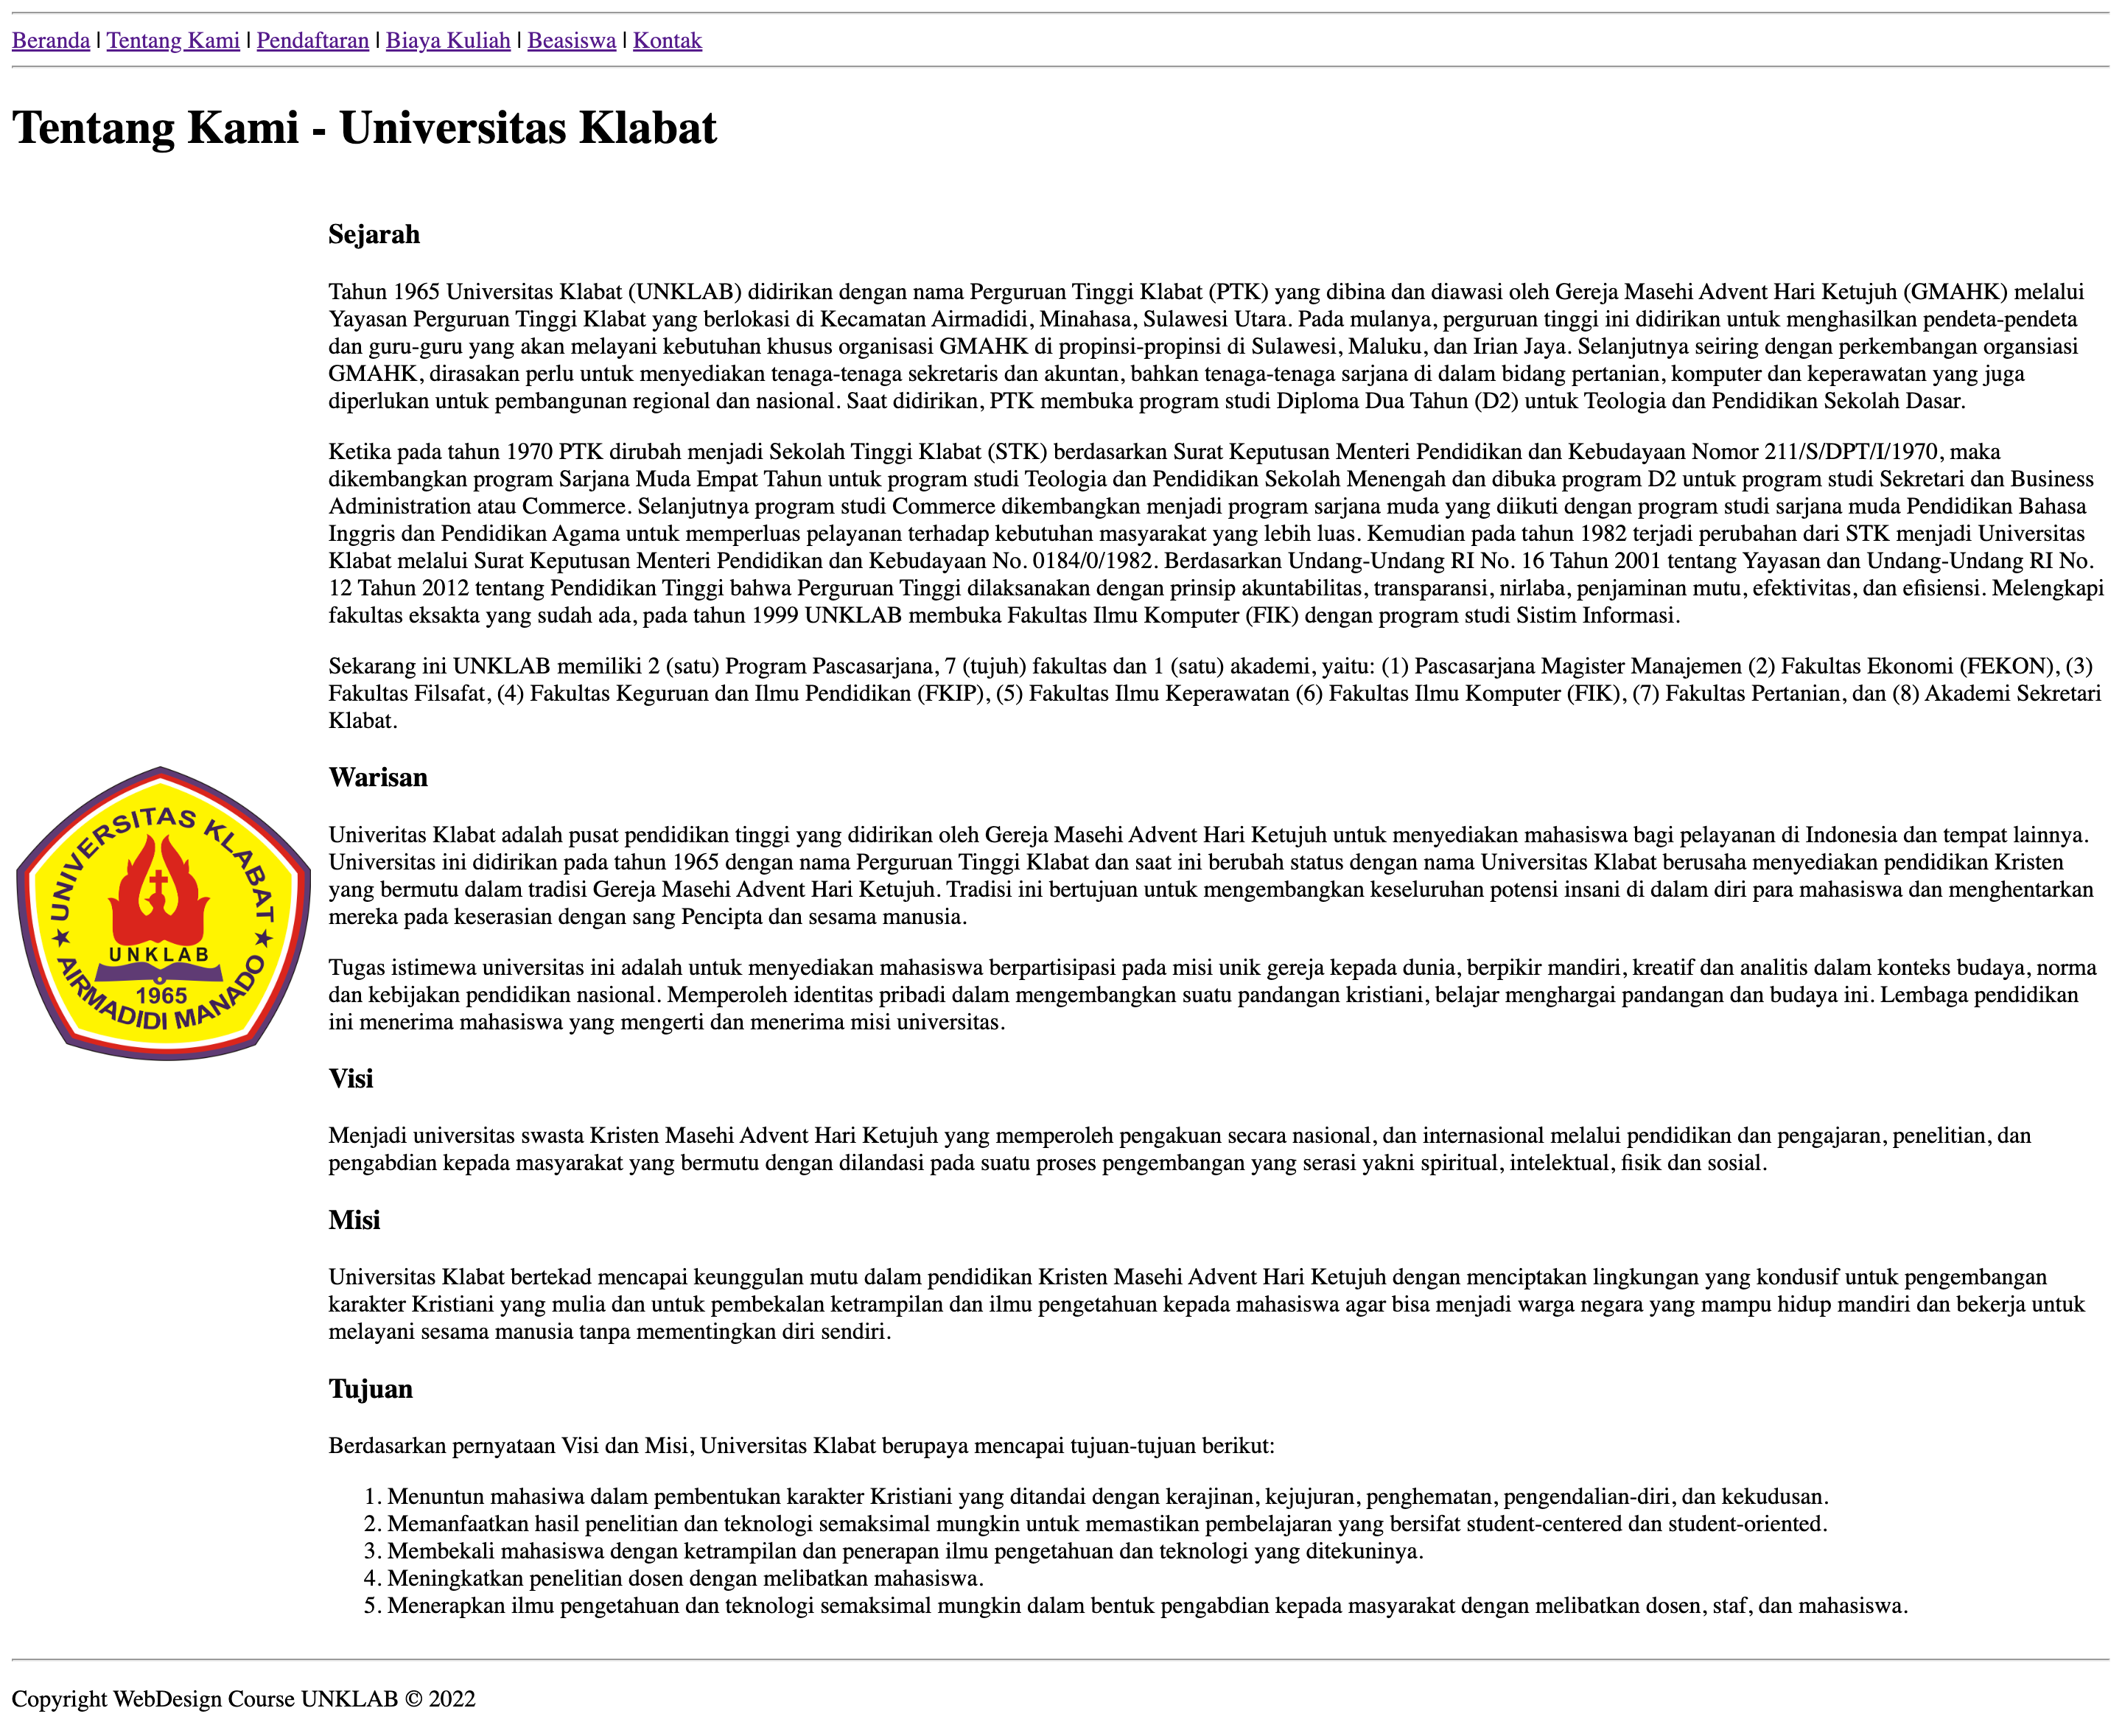 Beranda | Tentang Kami | Pendaftaran | Biaya Kuliah | Beasiswa | Kontak
Tentang Kami - Universitas Klabat
Sejarah
Tahun 1965 Universitas Klabat (UNKLAB) didirikan dengan nama Perguruan Tinggi Klabat (PTK) yang dibina dan diawasi oleh Gereja Masehi Advent Hari Ketujuh (GMAHK) melalui
Yayasan Perguruan Tinggi Klabat yang berlokasi di Kecamatan Airmadidi, Minahasa, Sulawesi Utara. Pada mulanya, perguruan tinggi ini didirikan untuk menghasilkan pendeta-pendeta
dan guru-guru yang akan melayani kebutuhan khusus organisasi GMAHK di propinsi-propinsi di Sulawesi, Maluku, dan Irian Jaya. Selanjutnya seiring dengan perkembangan organsiasi
GMAHK, dirasakan perlu untuk menyediakan tenaga-tenaga sekretaris dan akuntan, bahkan tenaga-tenaga sarjana di dalam bidang pertanian, komputer dan keperawatan yang juga
diperlukan untuk pembangunan regional dan nasional. Saat didirikan, PTK membuka program studi Diploma Dua Tahun (D2) untuk Teologia dan Pendidikan Sekolah Dasar.
Ketika pada tahun 1970 PTK dirubah menjadi Sekolah Tinggi Klabat (STK) berdasarkan Surat Keputusan Menteri Pendidikan dan Kebudayaan Nomor 211/S/DPT/I/1970, maka
dikembangkan program Sarjana Muda Empat Tahun untuk program studi Teologia dan Pendidikan Sekolah Menengah dan dibuka program D2 untuk program studi Sekretari dan Business
Administration atau Commerce. Selanjutnya program studi Commerce dikembangkan menjadi program sarjana muda yang diikuti dengan program studi sarjana muda Pendidikan Bahasa
Inggris dan Pendidikan Agama untuk memperluas pelayanan terhadap kebutuhan masyarakat yang lebih luas. Kemudian pada tahun 1982 terjadi perubahan dari STK menjadi Universitas
Klabat melalui Surat Keputusan Menteri Pendidikan dan Kebudayaan No. 0184/0/1982. Berdasarkan Undang-Undang RI No. 16 Tahun 2001 tentang Yayasan dan Undang-Undang RI No.
12 Tahun 2012 tentang Pendidikan Tinggi bahwa Perguruan Tinggi dilaksanakan dengan prinsip akuntabilitas, transparansi, nirlaba, penjaminan mutu, efektivitas, dan efisiensi. Melengkapi
fakultas eksakta yang sudah ada, pada tahun 1999 UNKLAB membuka Fakultas Ilmu Komputer (FIK) dengan program studi Sistim Informasi.
Sekarang ini UNKLAB memiliki 2 (satu) Program Pascasarjana, 7 (tujuh) fakultas dan 1 (satu) akademi, yaitu: (1) Pascasarjana Magister Manajemen (2) Fakultas Ekonomi (FEKON), (3)
Fakultas Filsafat, (4) Fakultas Keguruan dan Ilmu Pendidikan (FKIP), (5) Fakultas Ilmu Keperawatan (6) Fakultas Ilmu Komputer (FIK), (7) Fakultas Pertanian, dan (8) Akademi Sekretari
Klabat.
UNIVERSITAS KLABAT
UNKLAB
1965
★ AIRMADIDI MANADO ★
Warisan
Univeritas Klabat adalah pusat pendidikan tinggi yang didirikan oleh Gereja Masehi Advent Hari Ketujuh untuk menyediakan mahasiswa bagi pelayanan di Indonesia dan tempat lainnya.
Universitas ini didirikan pada tahun 1965 dengan nama Perguruan Tinggi Klabat dan saat ini berubah status dengan nama Universitas Klabat berusaha menyediakan pendidikan Kristen
yang bermutu dalam tradisi Gereja Masehi Advent Hari Ketujuh. Tradisi ini bertujuan untuk mengembangkan keseluruhan potensi insani di dalam diri para mahasiswa dan menghentarkan
mereka pada keserasian dengan sang Pencipta dan sesama manusia.
Tugas istimewa universitas ini adalah untuk menyediakan mahasiswa berpartisipasi pada misi unik gereja kepada dunia, berpikir mandiri, kreatif dan analitis dalam konteks budaya, norma
dan kebijakan pendidikan nasional. Memperoleh identitas pribadi dalam mengembangkan suatu pandangan kristiani, belajar menghargai pandangan dan budaya ini. Lembaga pendidikan
ini menerima mahasiswa yang mengerti dan menerima misi universitas.
Visi
Menjadi universitas swasta Kristen Masehi Advent Hari Ketujuh yang memperoleh pengakuan secara nasional, dan internasional melalui pendidikan dan pengajaran, penelitian, dan
pengabdian kepada masyarakat yang bermutu dengan dilandasi pada suatu proses pengembangan yang serasi yakni spiritual, intelektual, fisik dan sosial.
Misi
Universitas Klabat bertekad mencapai keunggulan mutu dalam pendidikan Kristen Masehi Advent Hari Ketujuh dengan menciptakan lingkungan yang kondusif untuk pengembangan
karakter Kristiani yang mulia dan untuk pembekalan ketrampilan dan ilmu pengetahuan kepada mahasiswa agar bisa menjadi warga negara yang mampu hidup mandiri dan bekerja untuk
melayani sesama manusia tanpa mementingkan diri sendiri.
Tujuan
Berdasarkan pernyataan Visi dan Misi, Universitas Klabat berupaya mencapai tujuan-tujuan berikut:
1. Menuntun mahasiwa dalam pembentukan karakter Kristiani yang ditandai dengan kerajinan, kejujuran, penghematan, pengendalian-diri, dan kekudusan.
2. Memanfaatkan hasil penelitian dan teknologi semaksimal mungkin untuk memastikan pembelajaran yang bersifat student-centered dan student-oriented.
3. Membekali mahasiswa dengan ketrampilan dan penerapan ilmu pengetahuan dan teknologi yang ditekuninya.
4. Meningkatkan penelitian dosen dengan melibatkan mahasiswa.
5. Menerapkan ilmu pengetahuan dan teknologi semaksimal mungkin dalam bentuk pengabdian kepada masyarakat dengan melibatkan dosen, staf, dan mahasiswa.
Copyright WebDesign Course UNKLAB © 2022